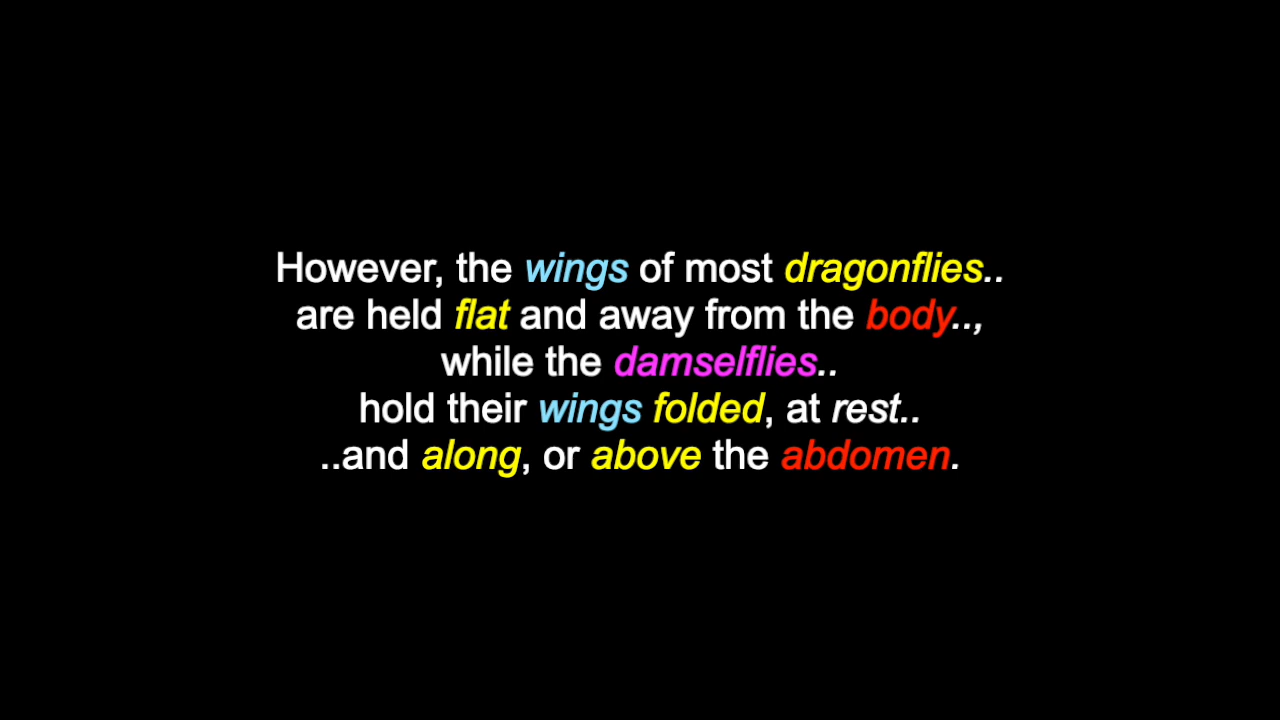 However, the wings of most dragonflies..
are held flat and away from the body..,
while the damselflies..
hold their wings folded, at rest..
..and along, or above the abdomen.